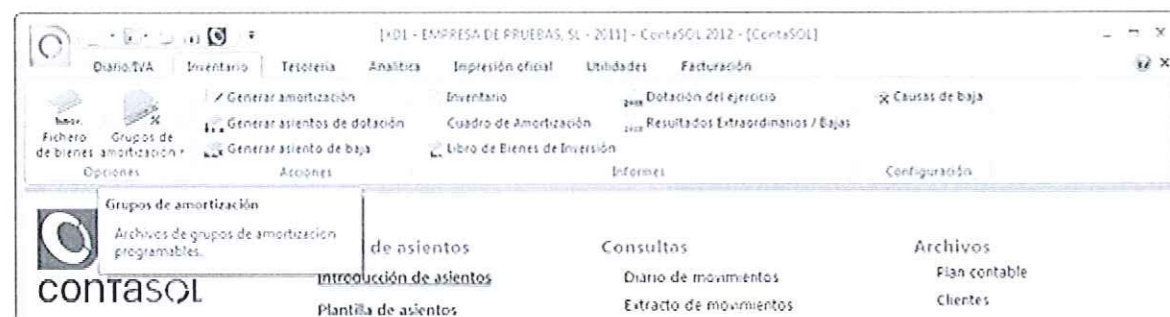 [KD1 - EMPRESA DE PRUEBAS, SL - 2011] - ContaSOL 2012 - [ContaSOL]
Diario/IVA Inventario Tesorería Analítica Impresión oficial Utilidades Facturación
Generar amortización Inventario Dotación del ejercicio Causas de baja
Generar asientos de dotación Cuadro de Amortización Resultados Extraordinarios / Bajas
Fichero de bienes Grupos de amortización
Generar asiento de baja Libro de Bienes de Inversión
Opciones Acciones Informes Configuración
Grupos de amortización
Archivos de grupos de amortización
programables.
de asientos Consultas Archivos
contasol Introducción de asientos Diario de movimientos Plan contable
Plantilla de asientos Extracto de movimientos Clientes